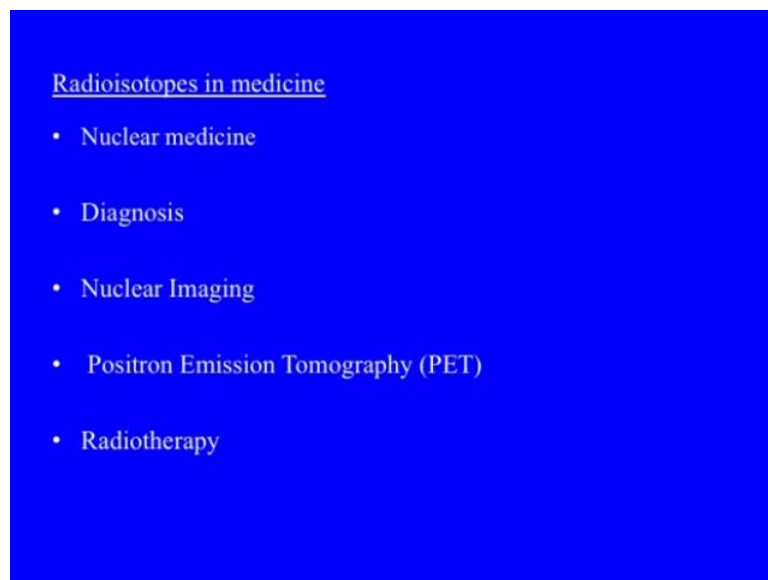 Radioisotopes in medicine
• Nuclear medicine
• Diagnosis
• Nuclear Imaging
• Positron Emission Tomography (PET)
• Radiotherapy